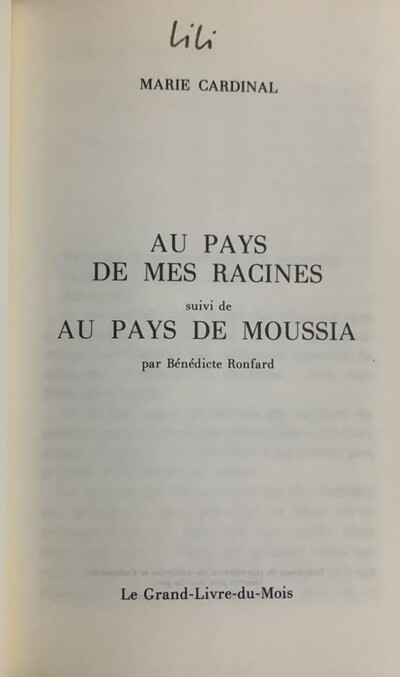 lili
MARIE CARDINAL
AU PAYS
DE MES RACINES
suivi de
AU PAYS DE MOUSSIA
par Bénédicte Ronfard
Le Grand-Livre-du-Mois